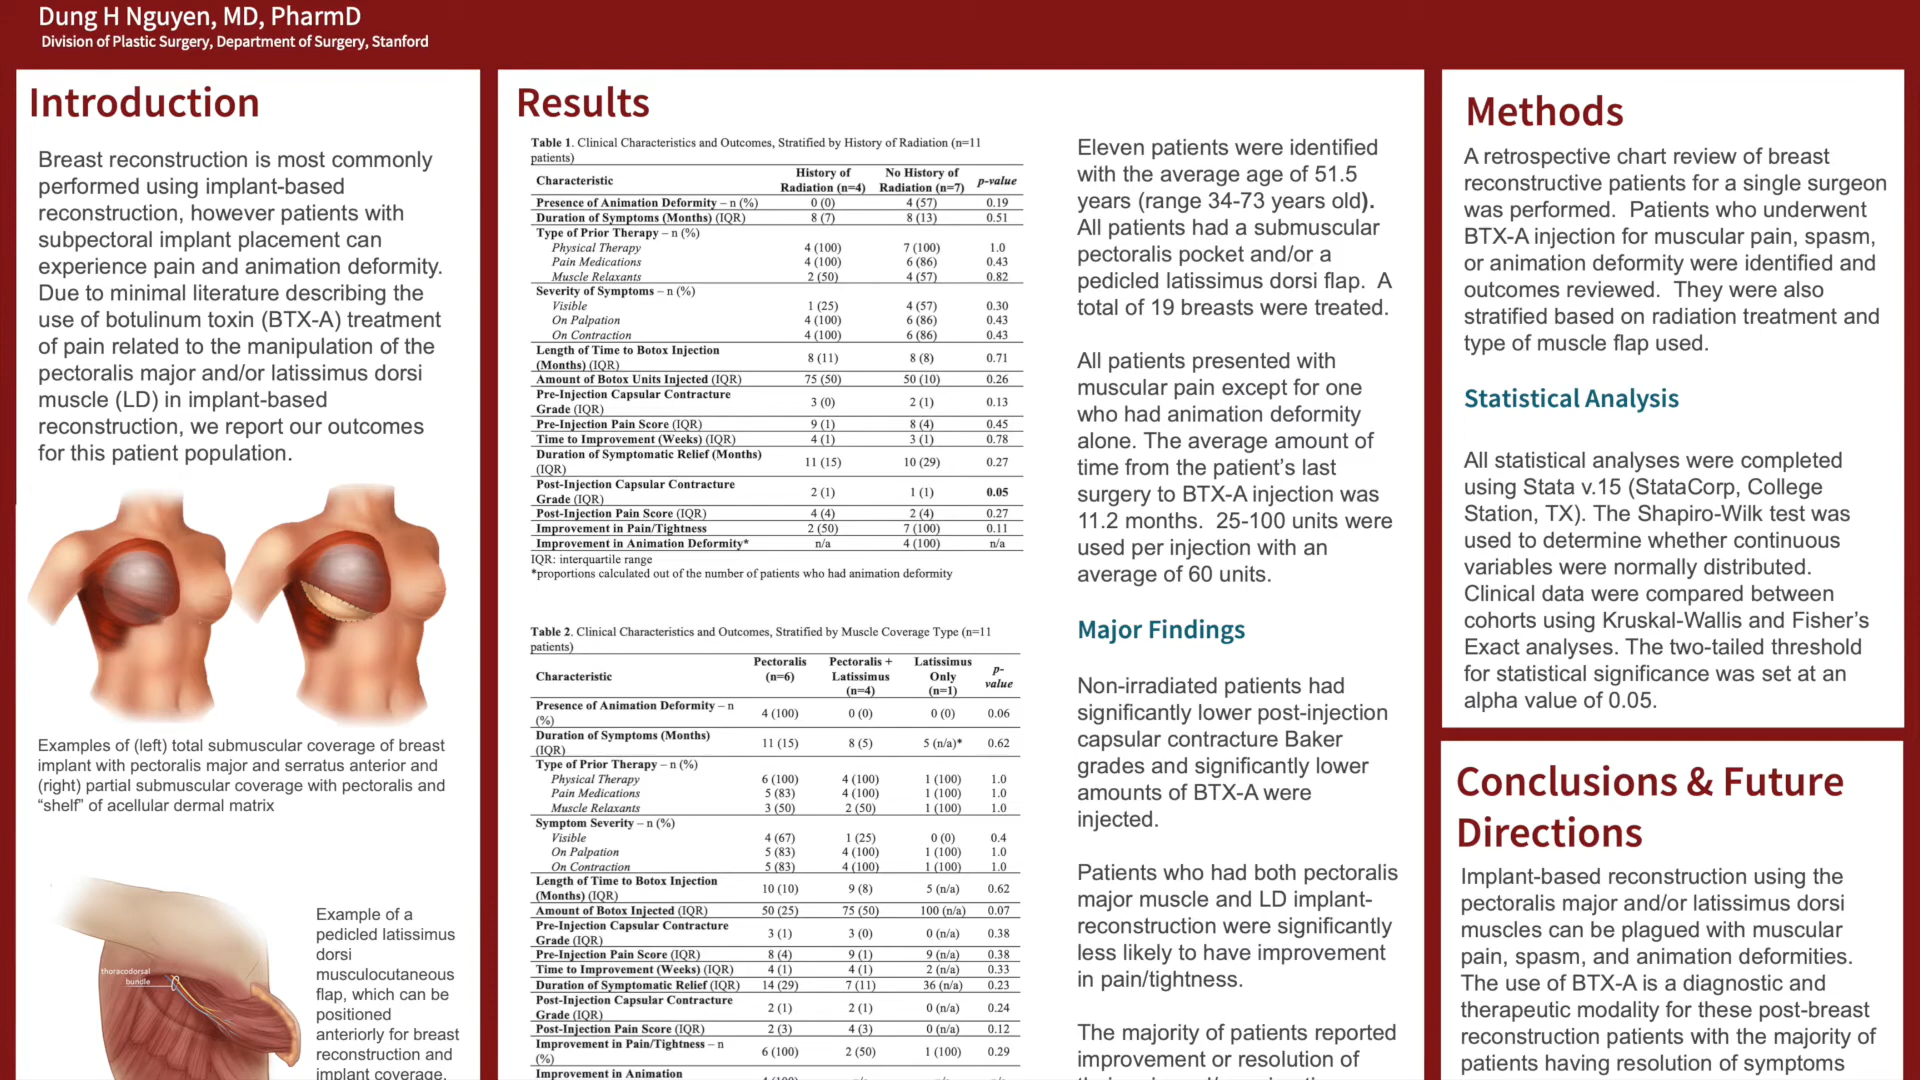 Dung H Nguyen, MD, PharmD
Division of Plastic Surgery, Department of Surgery, Stanford
Introduction
Breast reconstruction is most commonly
performed using implant-based
reconstruction, however patients with
subpectoral implant placement can
experience pain and animation deformity.
Due to minimal literature describing the
use of botulinum toxin (BTX-A) treatment
of pain related to the manipulation of the
pectoralis major and/or latissimus dorsi
muscle (LD) in implant-based
reconstruction, we report our outcomes
for this patient population.
Examples of (left) total submuscular coverage of breast
implant with pectoralis major and serratus anterior and
(right) partial submuscular coverage with pectoralis and
“shelf” of acellular dermal matrix
thoracodorsal
bundle
Example of a
pedicled latissimus
dorsi
musculocutaneous
flap, which can be
positioned
anteriorly for breast
reconstruction and
implant coverage.
Results
Table 1. Clinical Characteristics and Outcomes, Stratified by History of Radiation (n=11
patients)
Characteristic History of Radiation (n=4) No History of Radiation (n=7) p-value
Presence of Animation Deformity – n (%) 0 (0) 4 (57) 0.19
Duration of Symptoms (Months) (IQR) 8 (7) 8 (13) 0.51
Type of Prior Therapy – n (%)
Physical Therapy 4 (100) 7 (100) 1.0
Pain Medications 4 (100) 6 (86) 0.43
Muscle Relaxants 2 (50) 4 (57) 0.82
Severity of Symptoms – n (%)
Visible 1 (25) 4 (57) 0.30
On Palpation 4 (100) 6 (86) 0.43
On Contraction 4 (100) 6 (86) 0.43
Length of Time to Botox Injection
(Months) (IQR) 8 (11) 8 (8) 0.71
Amount of Botox Units Injected (IQR) 75 (50) 50 (10) 0.26
Pre-Injection Capsular Contracture
Grade (IQR) 3 (0) 2 (1) 0.13
Pre-Injection Pain Score (IQR) 9 (1) 8 (4) 0.45
Time to Improvement (Weeks) (IQR) 4 (1) 3 (1) 0.78
Duration of Symptomatic Relief (Months)
(IQR) 11 (15) 10 (29) 0.27
Post-Injection Capsular Contracture
Grade (IQR) 2 (1) 1 (1) 0.05
Post-Injection Pain Score (IQR) 4 (4) 2 (4) 0.27
Improvement in Pain/Tightness 2 (50) 7 (100) 0.11
Improvement in Animation Deformity* n/a 4 (100) n/a
IQR: interquartile range
*proportions calculated out of the number of patients who had animation deformity
Table 2. Clinical Characteristics and Outcomes, Stratified by Muscle Coverage Type (n=11
patients)
Characteristic Pectoralis (n=6) Pectoralis + Latissimus (n=4) Latissimus Only (n=1) p-value
Presence of Animation Deformity – n
(%) 4 (100) 0 (0) 0 (0) 0.06
Duration of Symptoms (Months)
(IQR) 11 (15) 8 (5) 5 (n/a)* 0.62
Type of Prior Therapy – n (%)
Physical Therapy 6 (100) 4 (100) 1 (100) 1.0
Pain Medications 5 (83) 4 (100) 1 (100) 1.0
Muscle Relaxants 3 (50) 2 (50) 1 (100) 1.0
Symptom Severity – n (%)
Visible 4 (67) 1 (25) 0 (0) 0.4
On Palpation 5 (83) 4 (100) 1 (100) 1.0
On Contraction 5 (83) 4 (100) 1 (100) 1.0
Length of Time to Botox Injection
(Months) (IQR) 10 (10) 9 (8) 5 (n/a) 0.62
Amount of Botox Injected (IQR) 50 (25) 75 (50) 100 (n/a) 0.07
Pre-Injection Capsular Contracture
Grade (IQR) 3 (1) 3 (0) 0 (n/a) 0.38
Pre-Injection Pain Score (IQR) 8 (4) 9 (1) 9 (n/a) 0.38
Time to Improvement (Weeks) (IQR) 4 (1) 4 (1) 2 (n/a) 0.33
Duration of Symptomatic Relief (IQR) 14 (29) 7 (11) 36 (n/a) 0.23
Post-Injection Capsular Contracture
Grade (IQR) 2 (1) 2 (1) 0 (n/a) 0.24
Post-Injection Pain Score (IQR) 2 (3) 4 (3) 0 (n/a) 0.12
Improvement in Pain/Tightness – n
(%) 6 (100) 2 (50) 1 (100) 0.29
Improvement in Animation
Eleven patients were identified
with the average age of 51.5
years (range 34-73 years old).
All patients had a submuscular
pectoralis pocket and/or a
pedicled latissimus dorsi flap.  A
total of 19 breasts were treated.
All patients presented with
muscular pain except for one
who had animation deformity
alone. The average amount of
time from the patient’s last
surgery to BTX-A injection was
11.2 months.  25-100 units were
used per injection with an
average of 60 units.
Major Findings
Non-irradiated patients had
significantly lower post-injection
capsular contracture Baker
grades and significantly lower
amounts of BTX-A were
injected.
Patients who had both pectoralis
major muscle and LD implant-
reconstruction were significantly
less likely to have improvement
in pain/tightness.
The majority of patients reported
improvement or resolution of
Methods
A retrospective chart review of breast
reconstructive patients for a single surgeon
was performed.  Patients who underwent
BTX-A injection for muscular pain, spasm,
or animation deformity were identified and
outcomes reviewed.  They were also
stratified based on radiation treatment and
type of muscle flap used.
Statistical Analysis
All statistical analyses were completed
using Stata v.15 (StataCorp, College
Station, TX). The Shapiro-Wilk test was
used to determine whether continuous
variables were normally distributed.
Clinical data were compared between
cohorts using Kruskal-Wallis and Fisher’s
Exact analyses. The two-tailed threshold
for statistical significance was set at an
alpha value of 0.05.
Conclusions & Future
Directions
Implant-based reconstruction using the
pectoralis major and/or latissimus dorsi
muscles can be plagued with muscular
pain, spasm, and animation deformities.
The use of BTX-A is a diagnostic and
therapeutic modality for these post-breast
reconstruction patients with the majority of
patients having resolution of symptoms